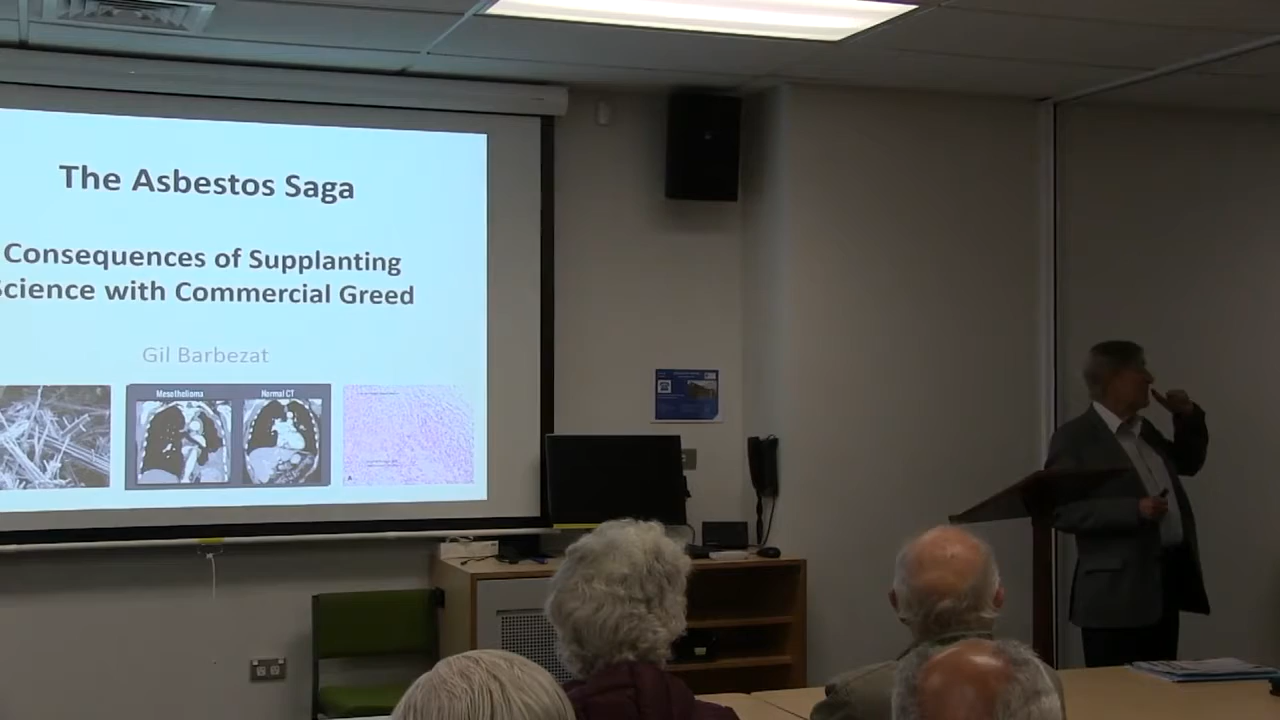 The Asbestos Saga
Consequences of Supplanting
Science with Commercial Greed
Gil Barbezat
Mesothelioma
Normal CT